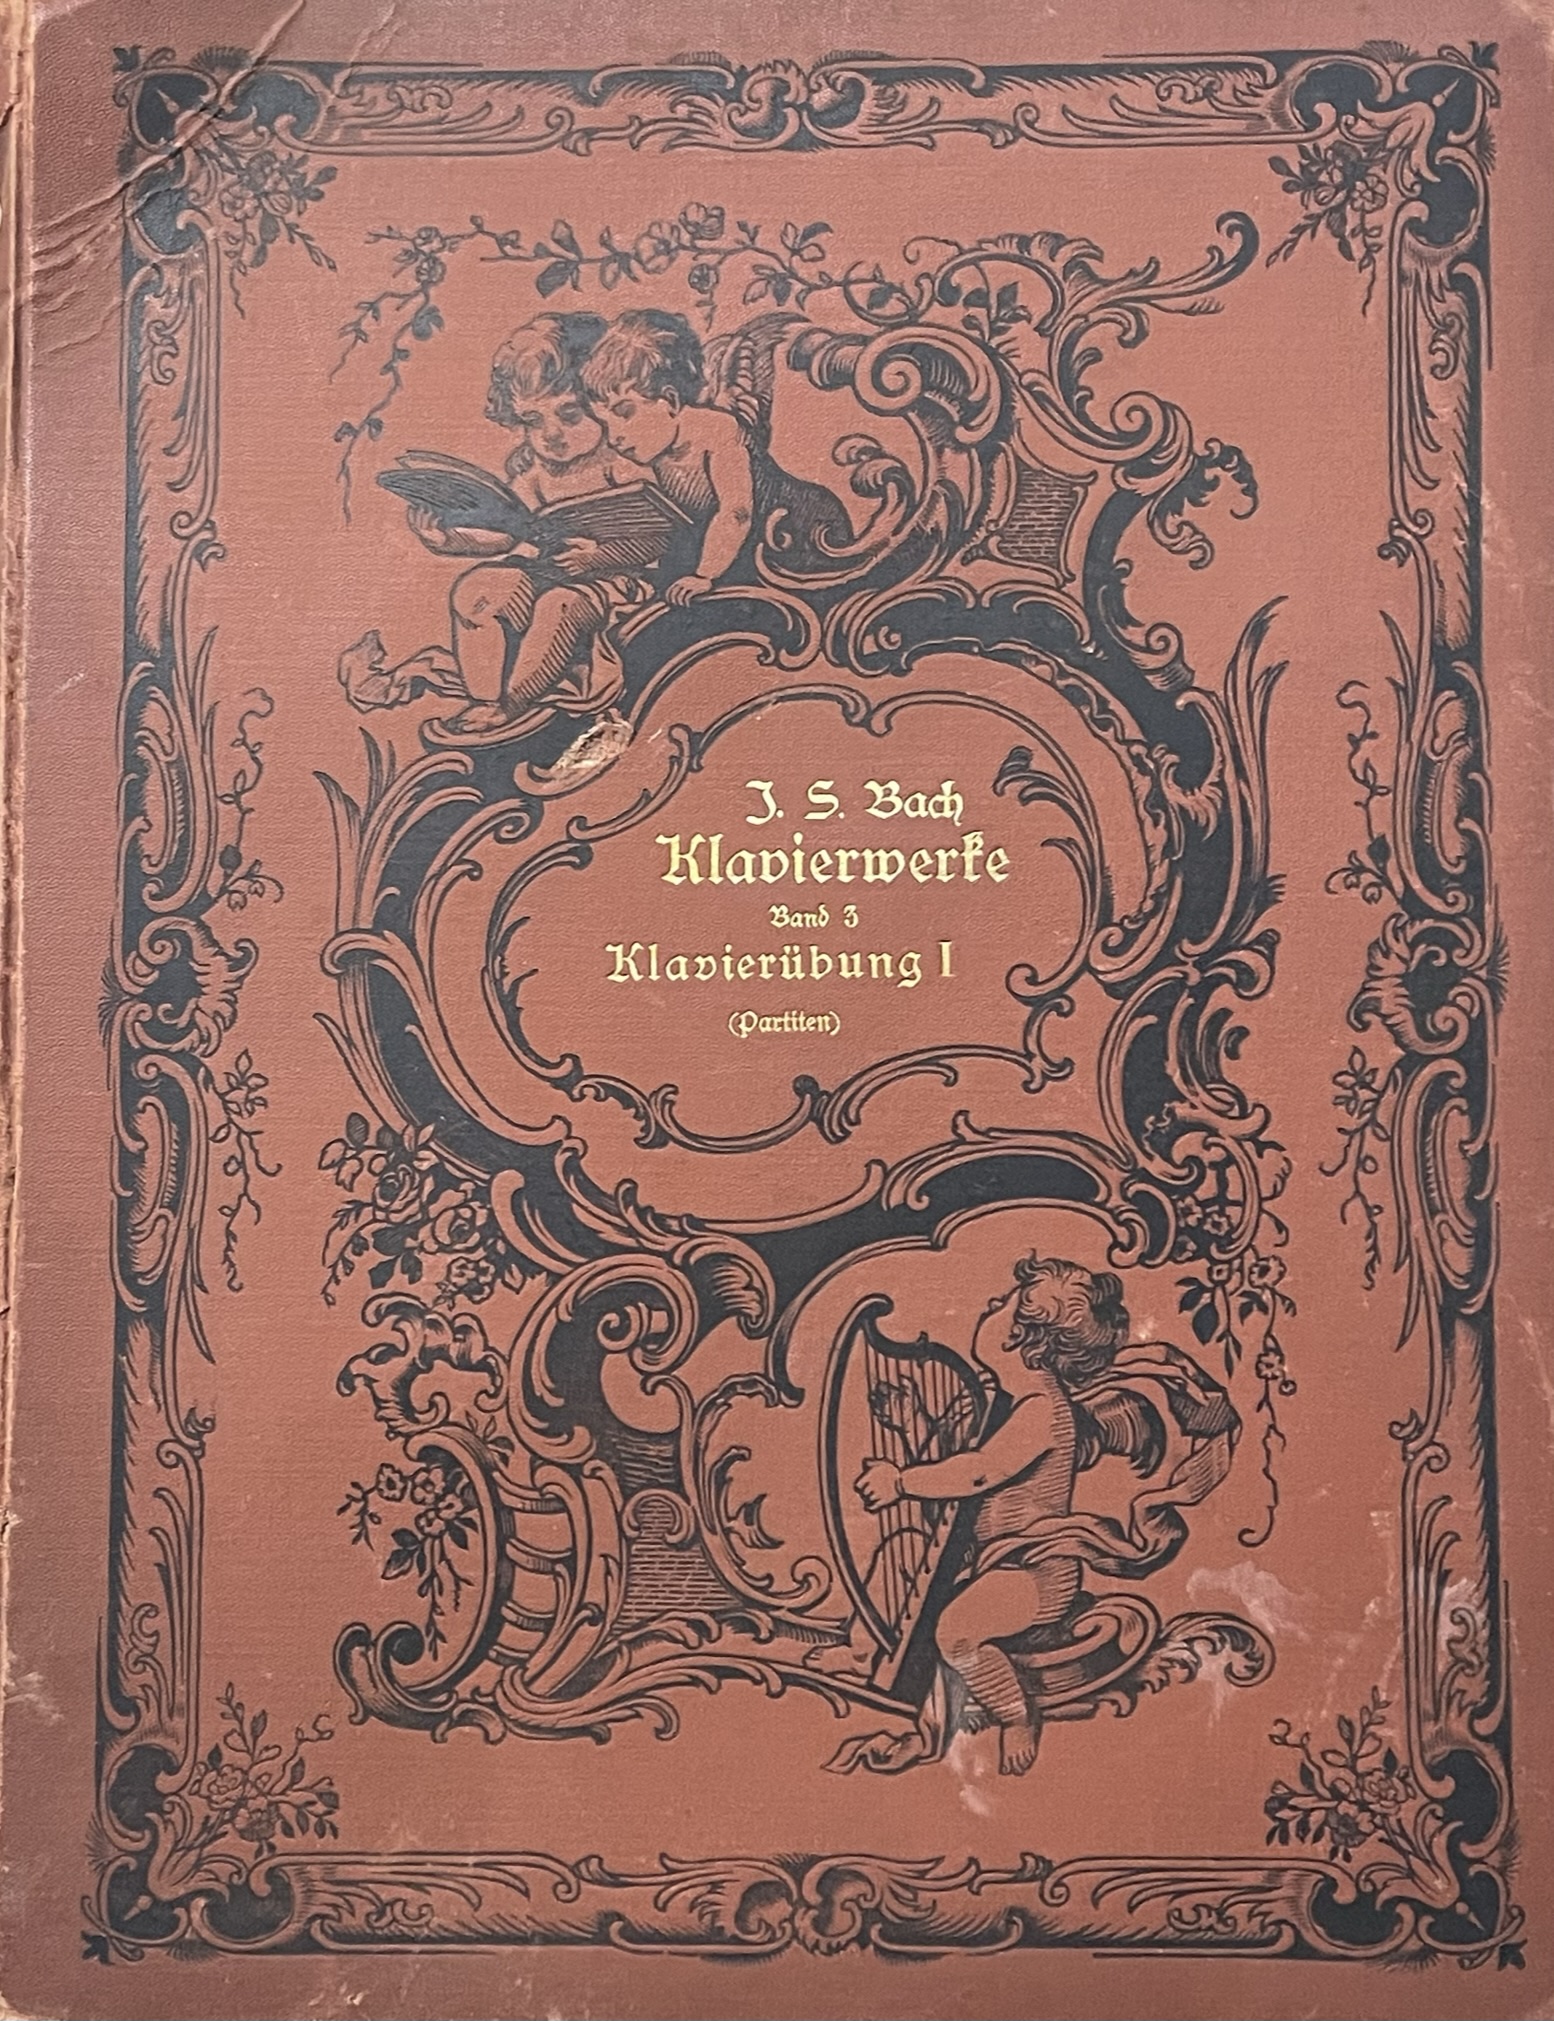 J. S. Bach
Klavierwerke
Band 3
Klavierübung I
(Partiten)